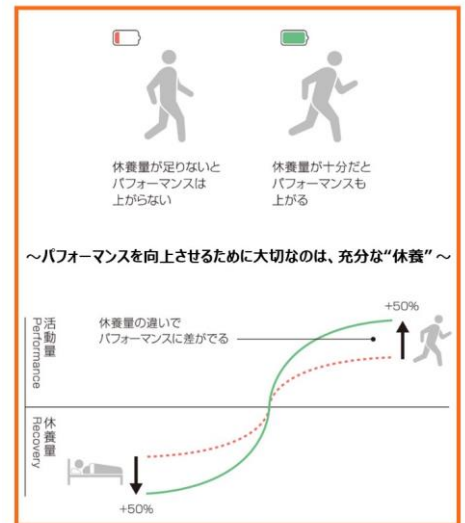 休養量が足りないと
パフォーマンスは
上がらない
休養量が十分だと
パフォーマンスも
上がる
～パフォーマンスを向上させるために大切なのは、充分な“休養”～
+50%
活動量
Performance
休養量の違いで
パフォーマンスに差がでる
休養量
Recovery
+50%